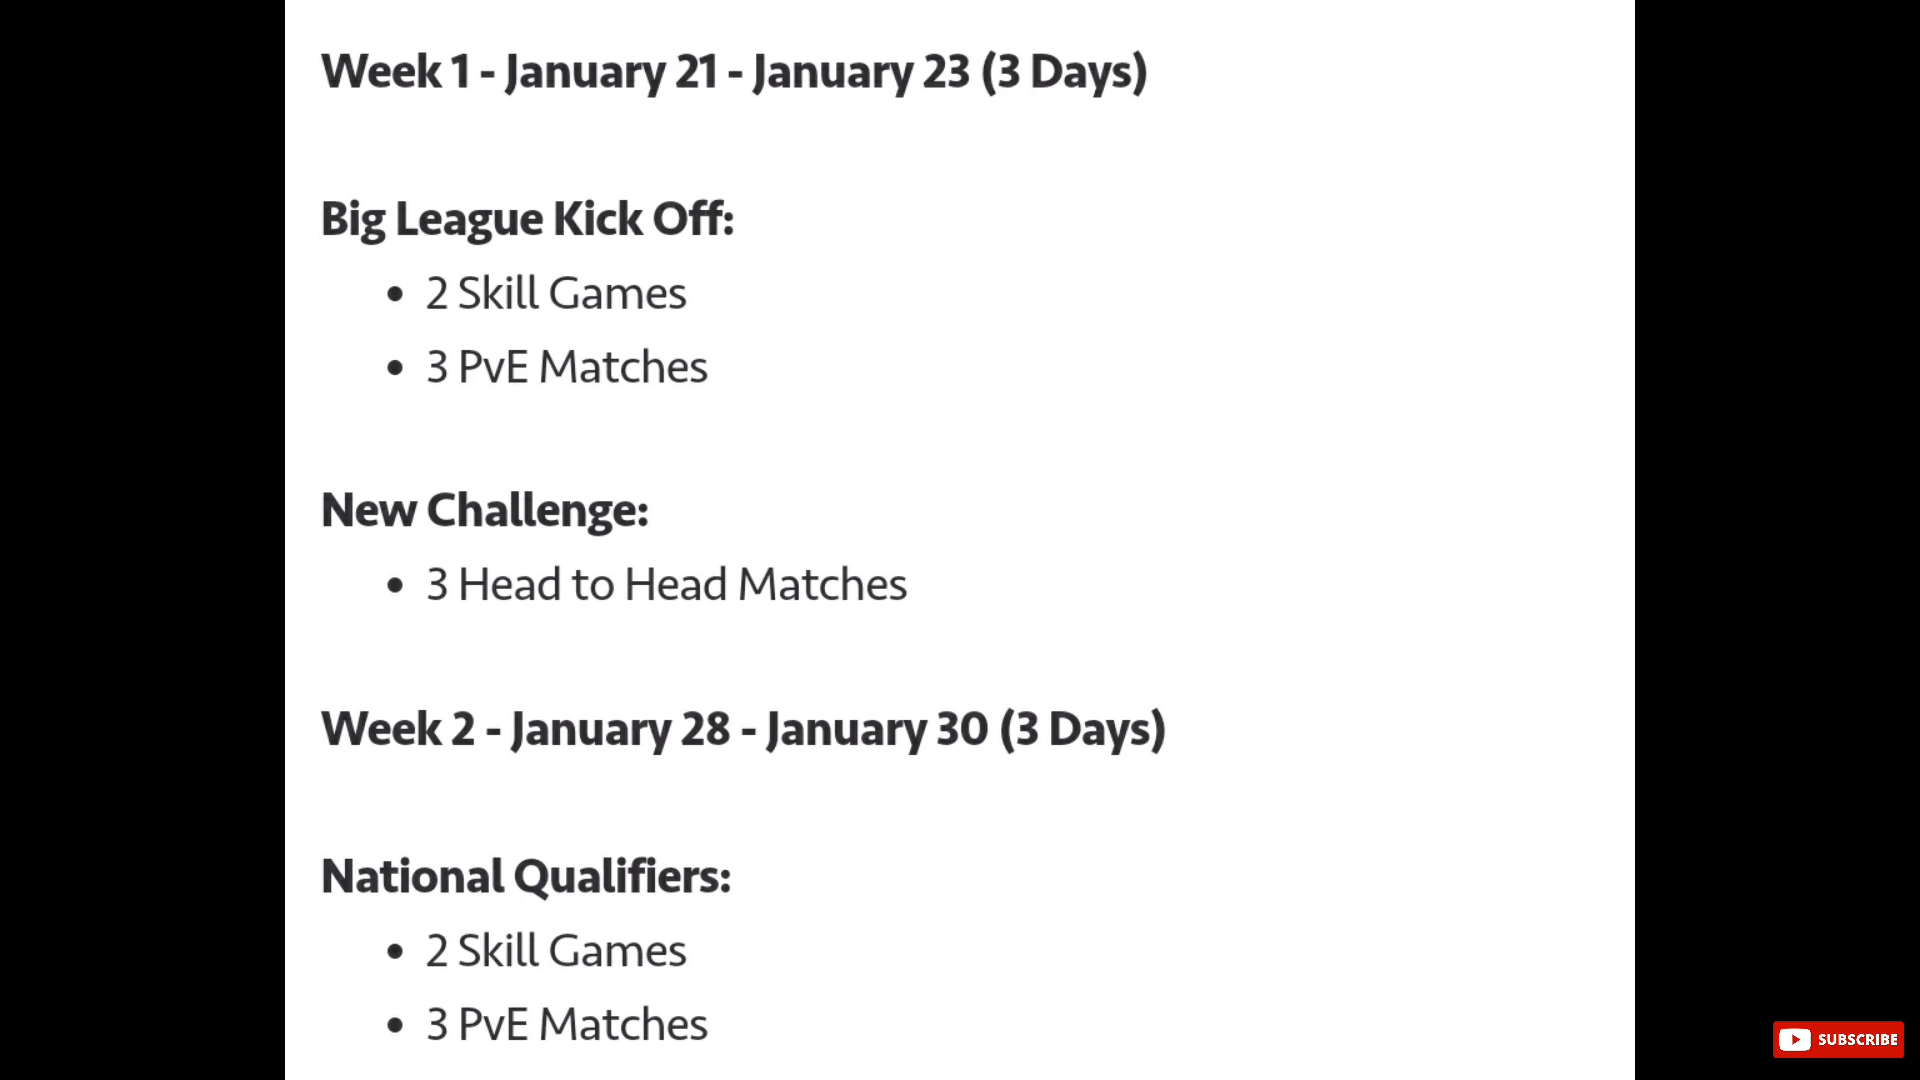 Week 1 - January 21 - January 23 (3 Days)
Big League Kick Off:
• 2 Skill Games
• 3 PvE Matches
New Challenge:
• 3 Head to Head Matches
Week 2 - January 28 - January 30 (3 Days)
National Qualifiers:
• 2 Skill Games
• 3 PvE Matches
SUBSCRIBE